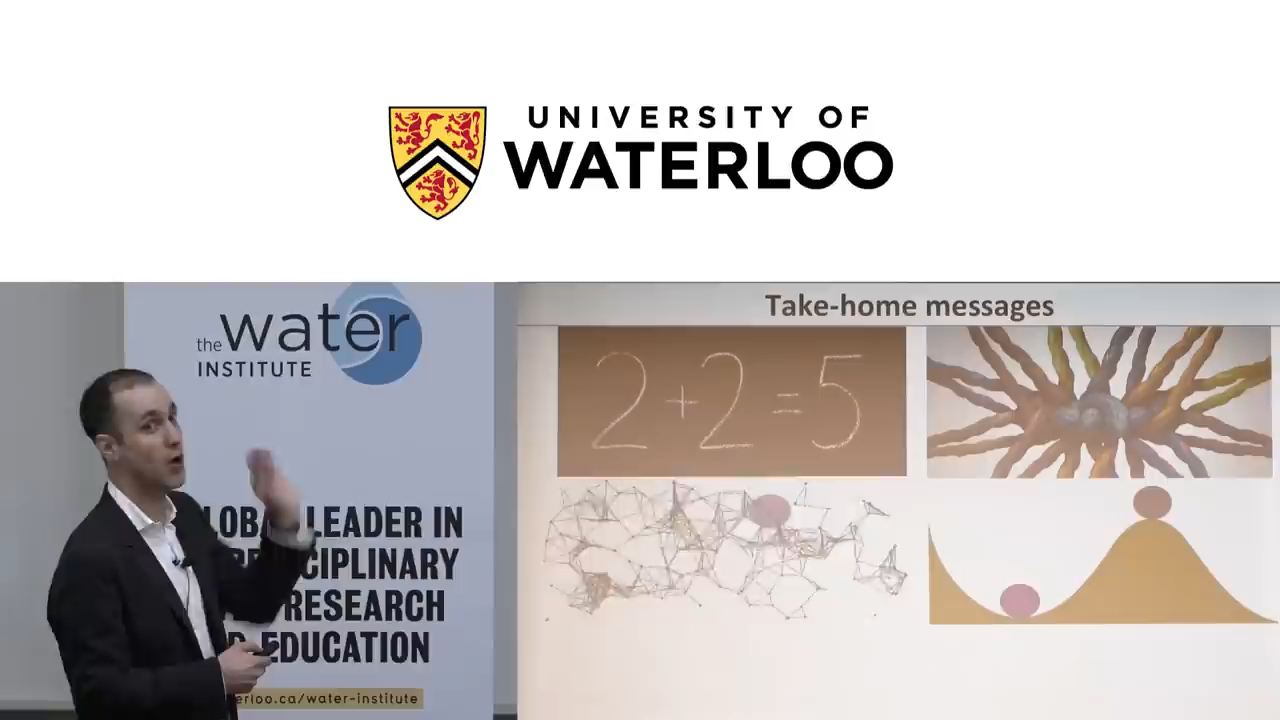 UNIVERSITY OF
WATERLOO
the water
INSTITUTE
LEADER IN
RESEARCH
EDUCATION
erloo.ca/water-institute
Take-home messages
2+2=5